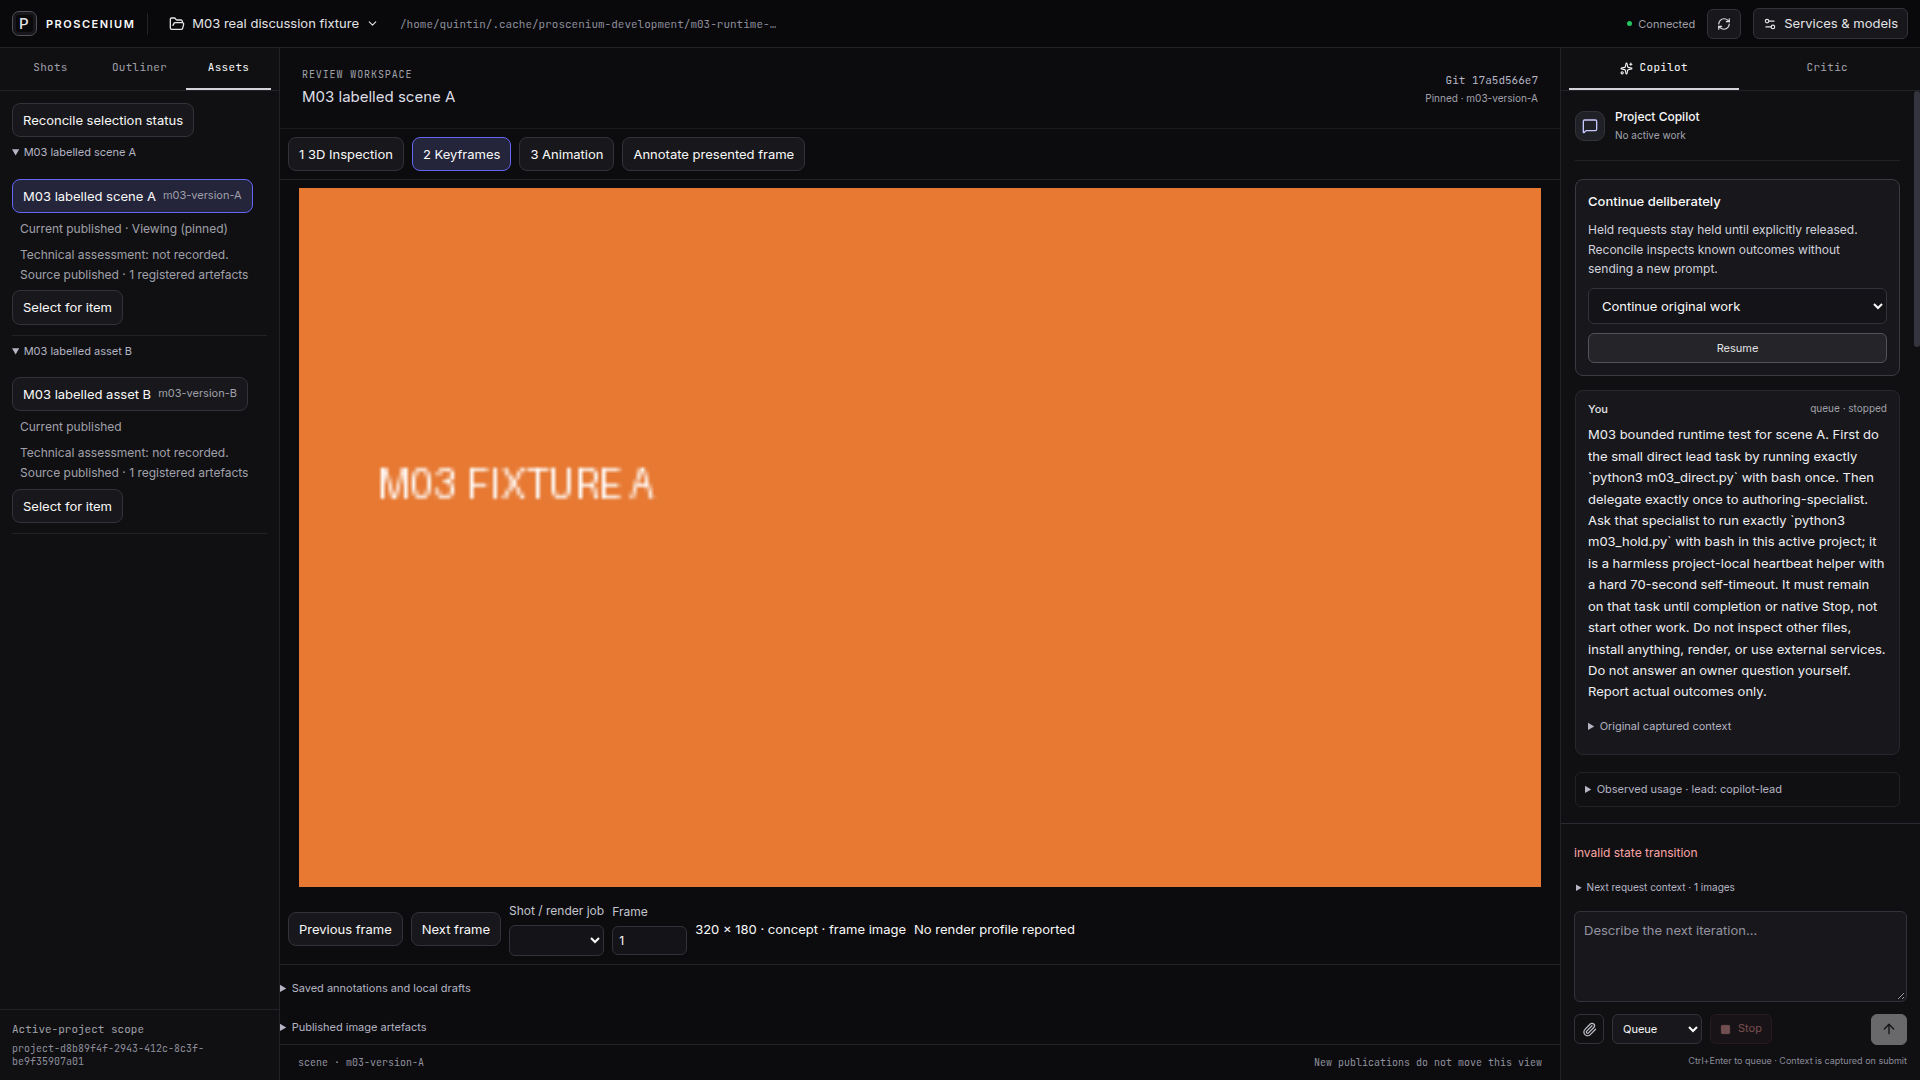 P PROSCENIUM
M03 real discussion fixture
/home/quintin/.cache/proscenium-development/m03-runtime-…
Connected
Services & models
Shots
Outliner
Assets
Reconcile selection status
M03 labelled scene A
M03 labelled scene A m03-version-A
Current published · Viewing (pinned)
Technical assessment: not recorded.
Source published · 1 registered artefacts
Select for item
M03 labelled asset B
M03 labelled asset B m03-version-B
Current published
Technical assessment: not recorded.
Source published · 1 registered artefacts
Select for item
Active-project scope
project-d8b89f4f-2943-412c-8c3f-
be9f35907a01
REVIEW WORKSPACE
M03 labelled scene A
Git 17a5d566e7
Pinned · m03-version-A
1 3D Inspection
2 Keyframes
3 Animation
Annotate presented frame
M03 FIXTURE A
Previous frame
Next frame
Shot / render job
Frame
1
320 × 180 · concept · frame image No render profile reported
Saved annotations and local drafts
Published image artefacts
scene · m03-version-A
New publications do not move this view
Copilot
Critic
Project Copilot
No active work
Continue deliberately
Held requests stay held until explicitly released.
Reconcile inspects known outcomes without
sending a new prompt.
Continue original work
Resume
You
queue · stopped
M03 bounded runtime test for scene A. First do
the small direct lead task by running exactly
`python3 m03_direct.py` with bash once. Then
delegate exactly once to authoring-specialist.
Ask that specialist to run exactly `python3
m03_hold.py` with bash in this active project; it
is a harmless project-local heartbeat helper with
a hard 70-second self-timeout. It must remain
on that task until completion or native Stop, not
start other work. Do not inspect other files,
install anything, render, or use external services.
Do not answer an owner question yourself.
Report actual outcomes only.
Original captured context
Observed usage · lead: copilot-lead
invalid state transition
Next request context · 1 images
Describe the next iteration...
Queue
Stop
Ctrl+Enter to queue · Context is captured on submit